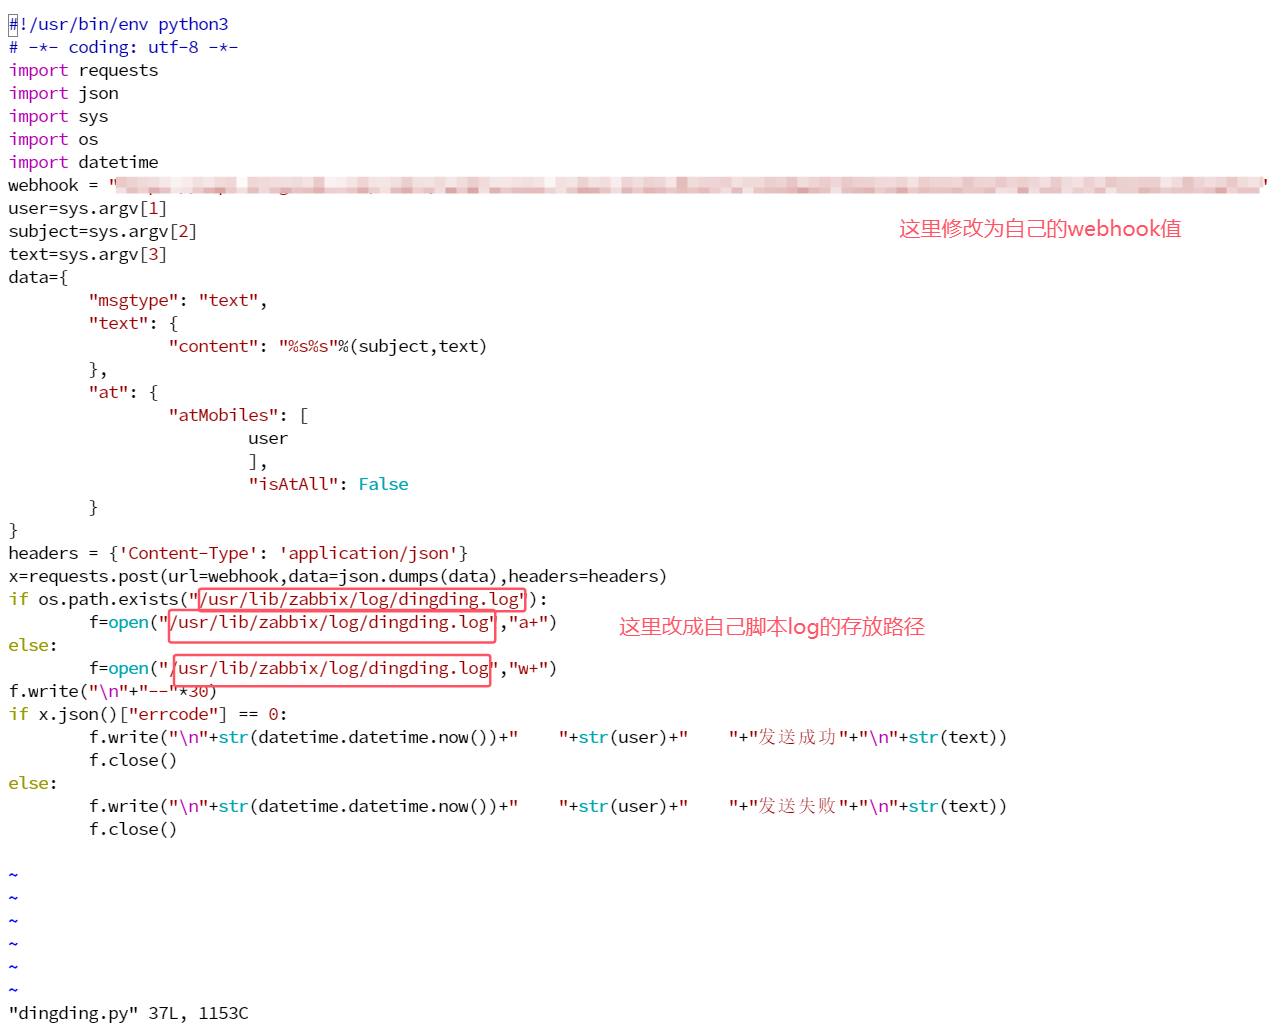 #!/usr/bin/env python3
# -*- coding: utf-8 -*-
import requests
import json
import sys
import os
import datetime
webhook = "
user=sys.argv[1]
subject=sys.argv[2]
这里修改为自己的webhook值
text=sys.argv[3]
data={
        "msgtype": "text",
        "text": {
                "content": "%s%s"%(subject,text)
        },
        "at": {
                "atMobiles": [
                        user
                        ],
                        "isAtAll": False
        }
}
headers = {'Content-Type': 'application/json'}
x=requests.post(url=webhook,data=json.dumps(data),headers=headers)
if os.path.exists("/usr/lib/zabbix/log/dingding.log"):
        f=open("/usr/lib/zabbix/log/dingding.log","a+")
这里改成自己脚本log的存放路径
else:
        f=open("/usr/lib/zabbix/log/dingding.log","w+")
f.write("\n"+"--"*30)
if x.json()["errcode"] == 0:
        f.write("\n"+str(datetime.datetime.now())+"    "+str(user)+"    "+"发送成功"+"\n"+str(text))
        f.close()
else:
        f.write("\n"+str(datetime.datetime.now())+"    "+str(user)+"    "+"发送失败"+"\n"+str(text))
        f.close()
~
~
~
~
~
~
"dingding.py" 37L, 1153C